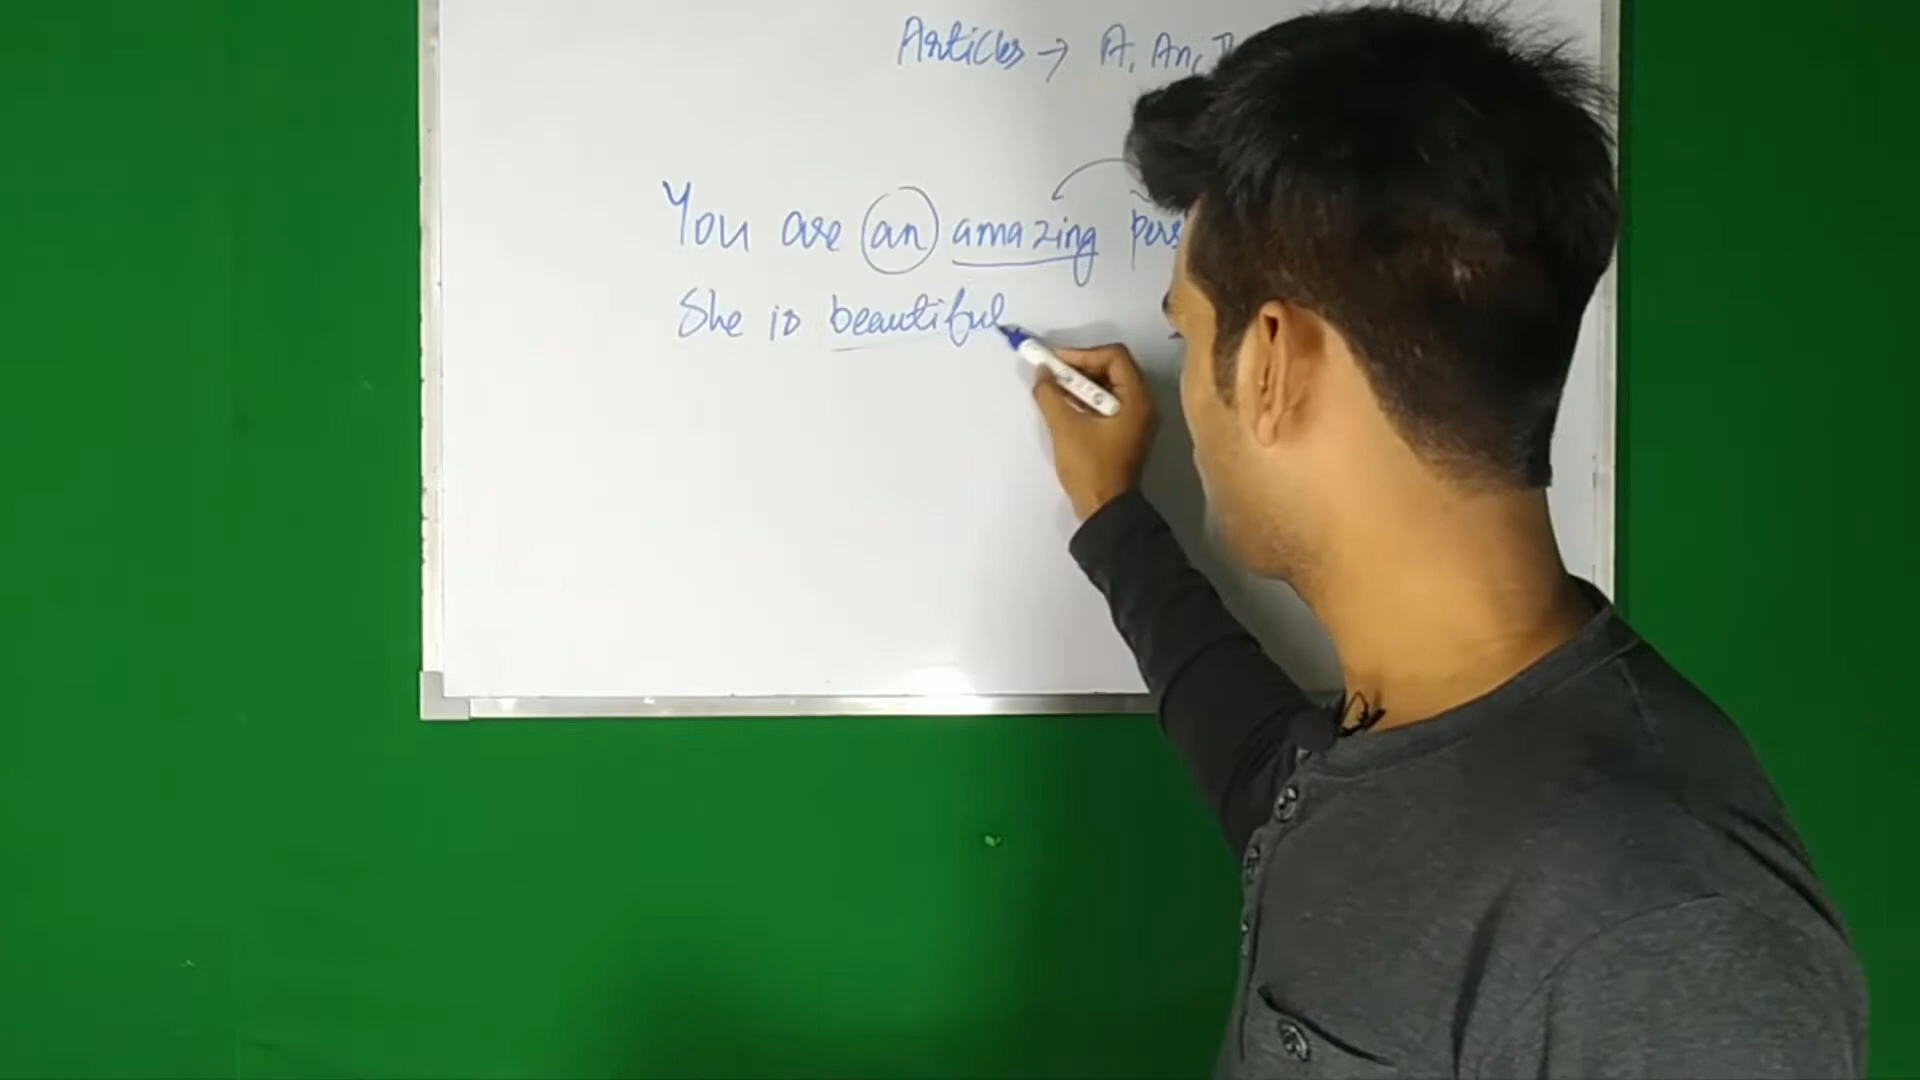 Articles → A, An,
You are an amazing pers
She is beautiful